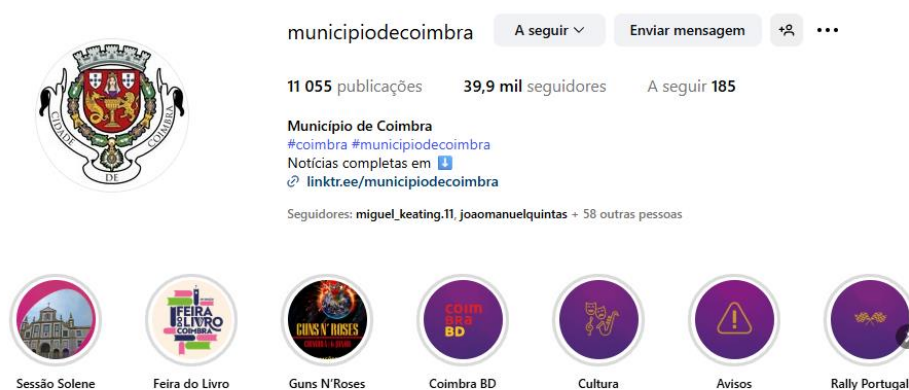 municipiodecoimbra A seguir Enviar mensagem
11 055 publicações 39,9 mil seguidores A seguir 185
CIDADE DE COIMBRA
Município de Coimbra
#coimbra #municipiodecoimbra
Notícias completas em
linktr.ee/municipiodecoimbra
Seguidores: miguel_keating.11, joaomanuelquintas + 58 outras pessoas
FEIRA
DO LIVRO
COIMBRA
GUNS N' ROSES
COIM
BRA
BD
Sessão Solene Feira do Livro Guns N'Roses Coimbra BD Cultura Avisos Rally Portugal